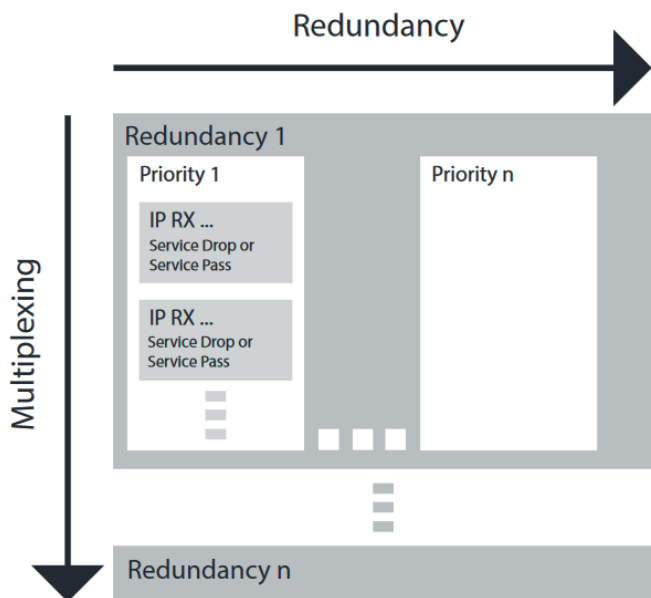 Redundancy
Multiplexing
Redundancy 1
Priority 1
Priority n
IP RX ...
Service Drop or
Service Pass
IP RX ...
Service Drop or
Service Pass
Redundancy n